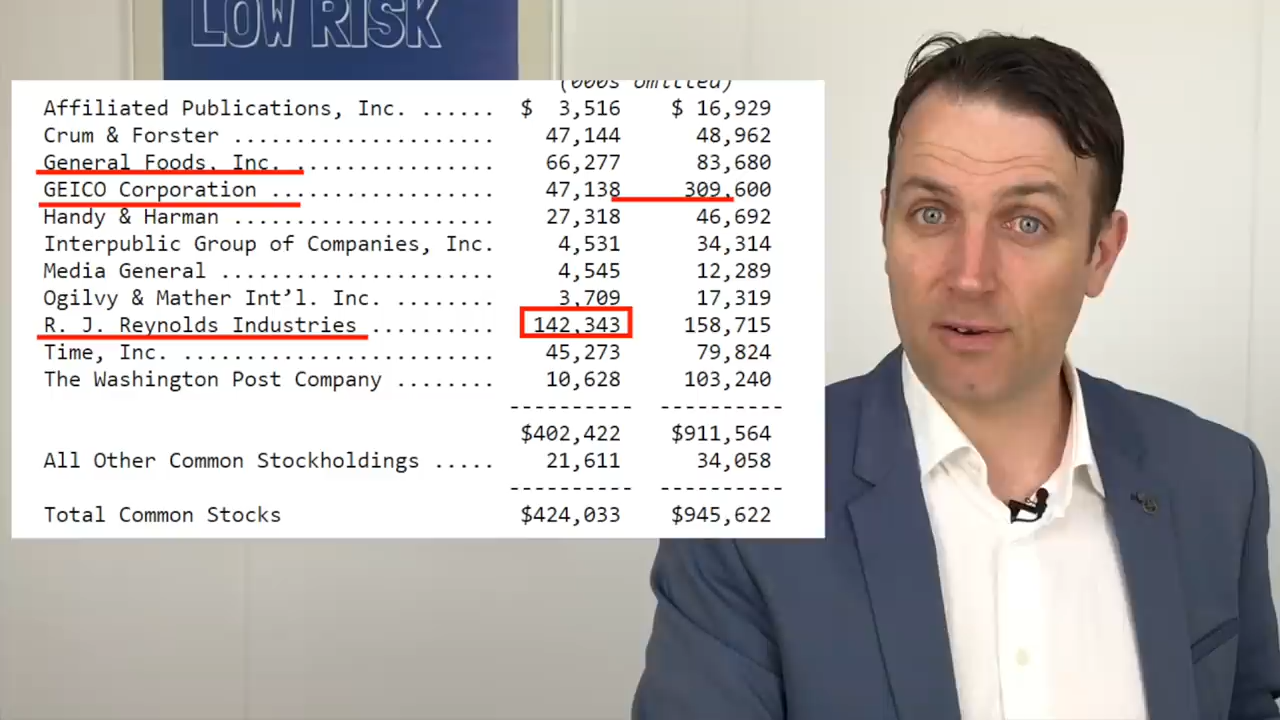 LOW RISK
(000s omitted)
Affiliated Publications, Inc. ...... $ 3,516 $ 16,929
Crum & Forster ..................... 47,144 48,962
General Foods, Inc. ................ 66,277 83,680
GEICO Corporation .................. 47,138 309,600
Handy & Harman ..................... 27,318 46,692
Interpublic Group of Companies, Inc. 4,531 34,314
Media General ...................... 4,545 12,289
Ogilvy & Mather Int’l. Inc. ........ 3,709 17,319
R. J. Reynolds Industries .......... 142,343 158,715
Time, Inc. ......................... 45,273 79,824
The Washington Post Company ........ 10,628 103,240
---------- ----------
$402,422 $911,564
All Other Common Stockholdings ..... 21,611 34,058
---------- ----------
Total Common Stocks $424,033 $945,622